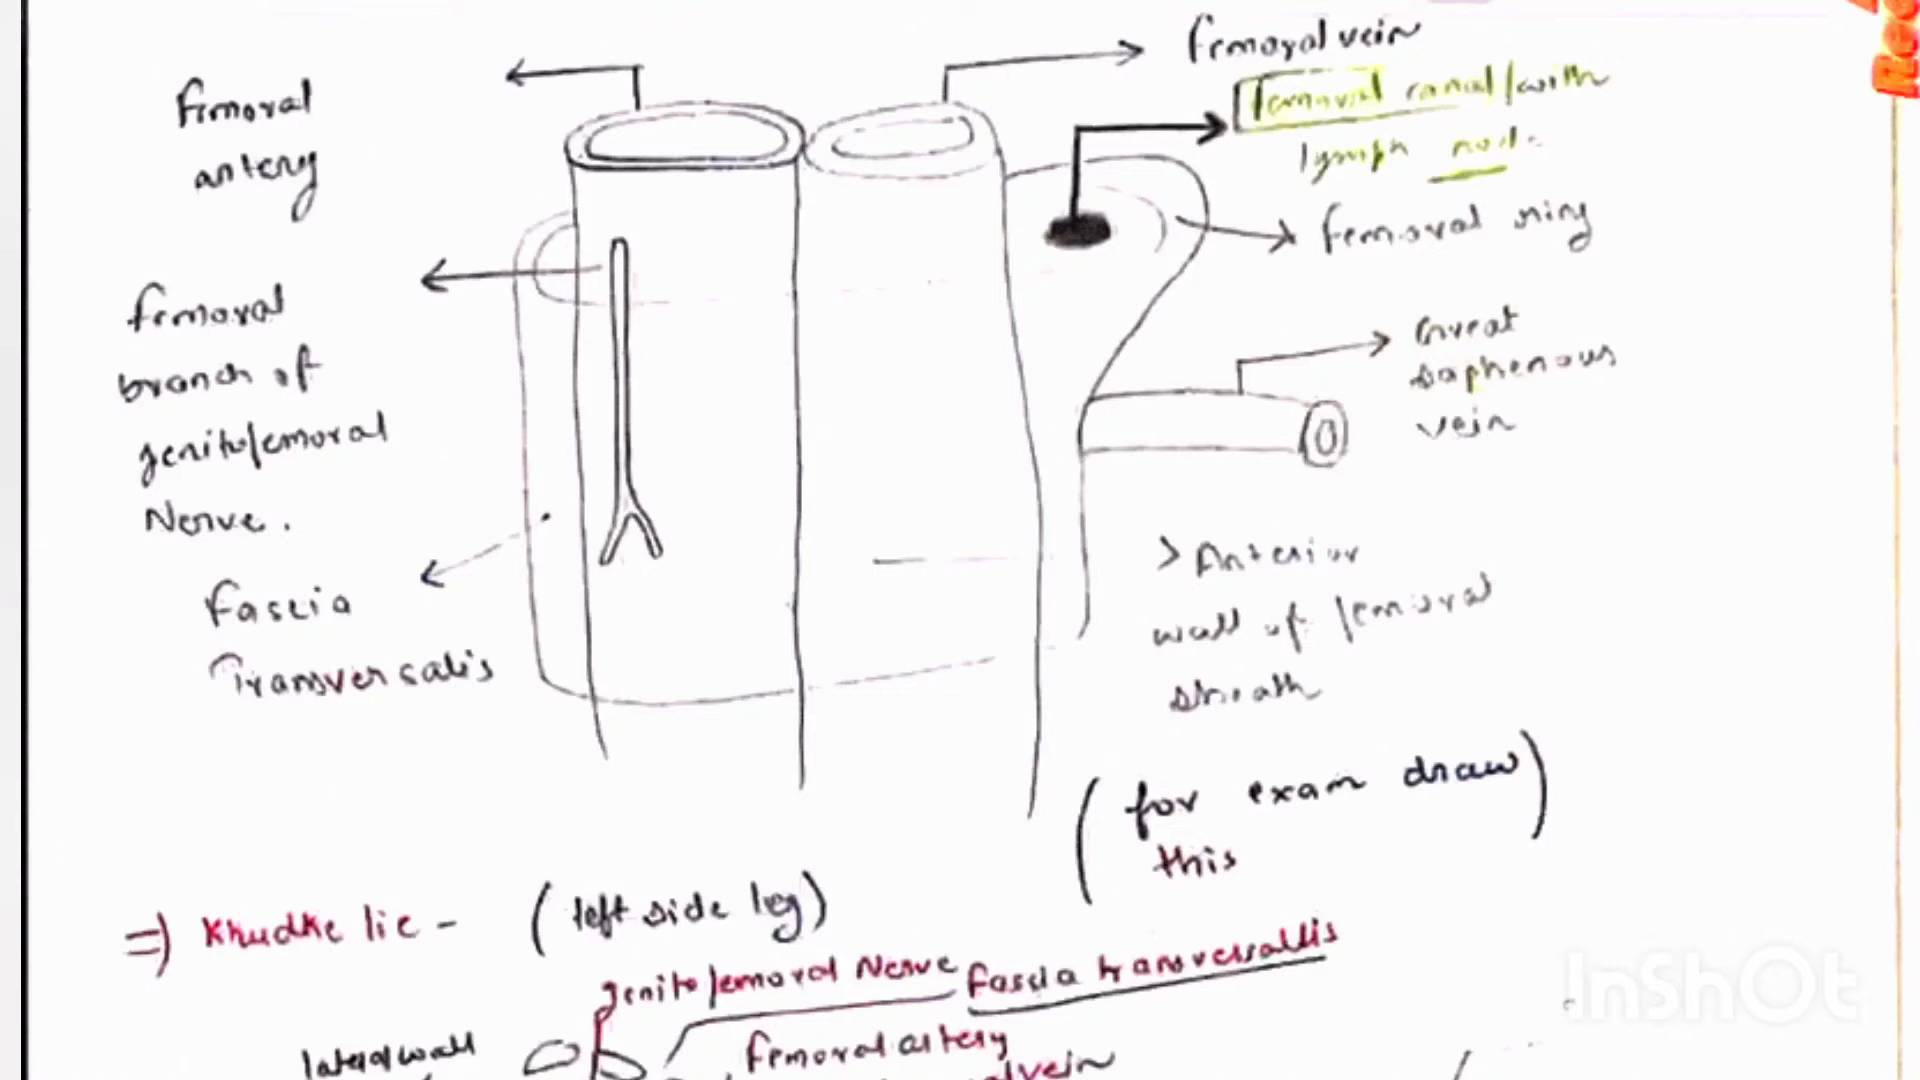 Femoral vein
Femoral canal/with
lymph node
Femoral
artery
Femoral ring
Femoral
branch of
genitofemoral
Nerve.
Great
saphenous
vein
Fascia
Transversalis
> Anterior
wall of femoral
sheath
(for exam draw
this)
=) Khudke lie - (left side leg)
genitofemoral Nerve
Fascia transversallis
lateral wall
Femoral artery
vein
InShOt